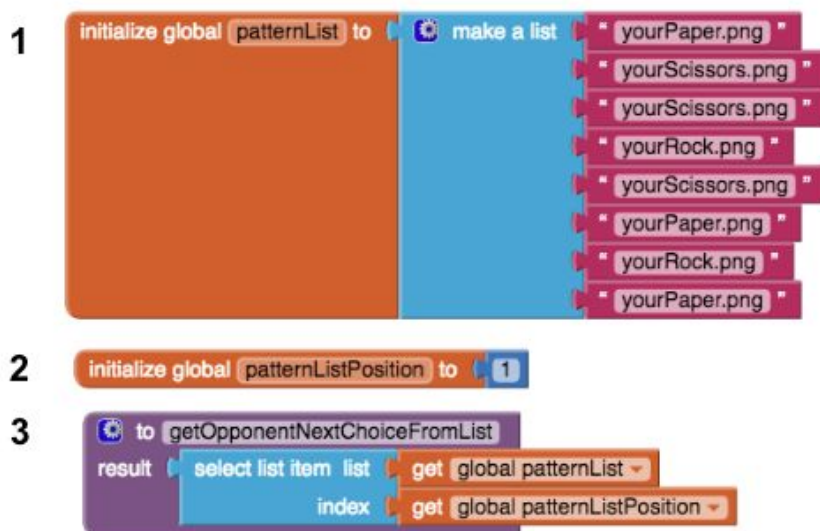 1
initialize global patternList to make a list " yourPaper.png "
" yourScissors.png "
" yourScissors.png "
" yourRock.png "
" yourScissors.png "
" yourPaper.png "
" yourRock.png "
" yourPaper.png "
2
initialize global patternListPosition to 1
3
to getOpponentNextChoiceFromList
result select list item list get global patternList
index get global patternListPosition